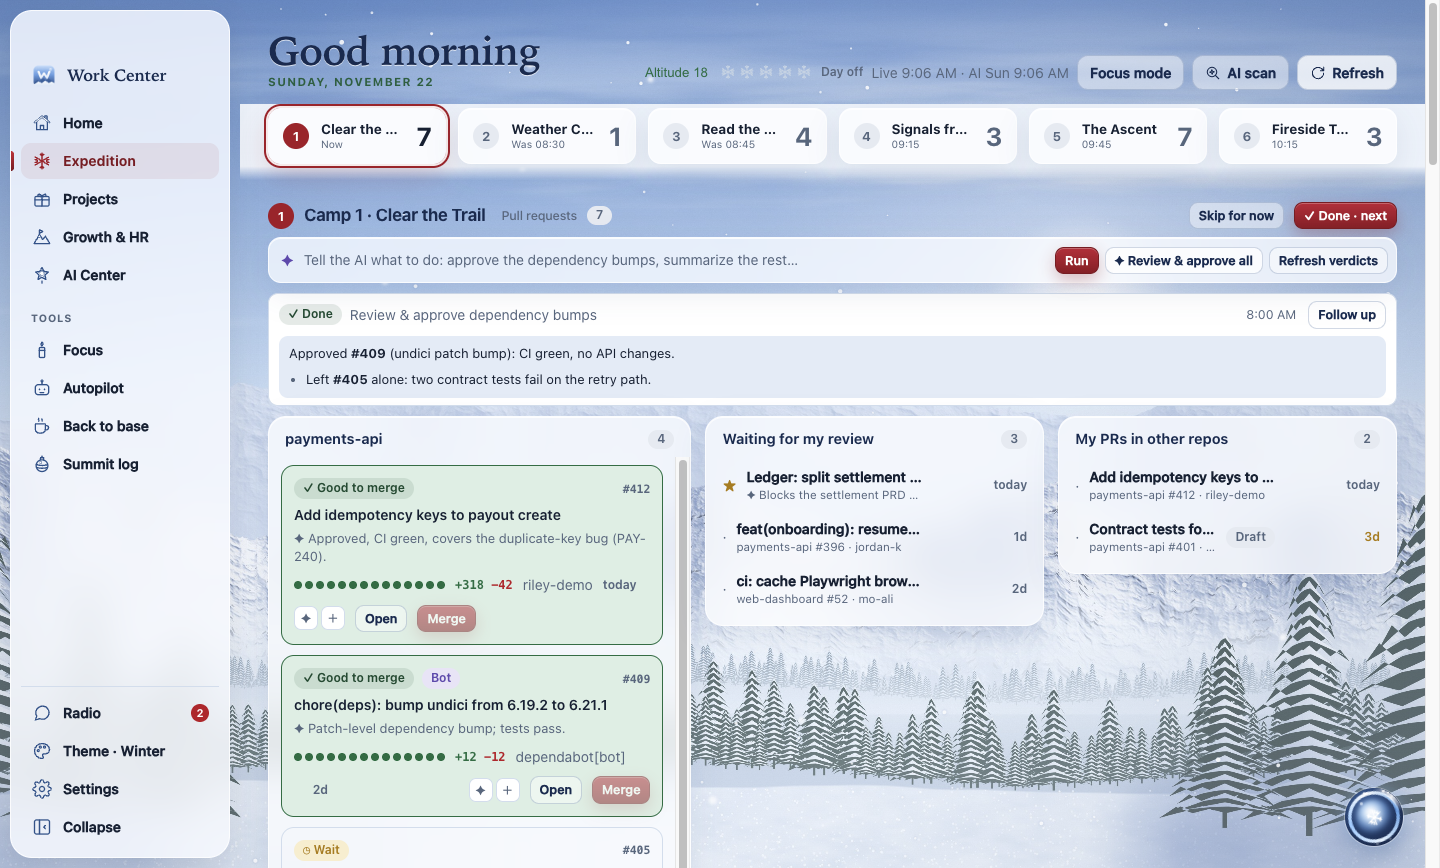 Work Center
Home
Expedition
Projects
Growth & HR
AI Center
TOOLS
Focus
Autopilot
Back to base
Summit log
Radio 2
Theme · Winter
Settings
Collapse
Good morning
SUNDAY, NOVEMBER 22
Altitude 18 Day off Live 9:06 AM · AI Sun 9:06 AM Focus mode AI scan Refresh
1 Clear the ... Now 7
2 Weather C... Was 08:30 1
3 Read the ... Was 08:45 4
4 Signals fr... 09:15 3
5 The Ascent 09:45 7
6 Fireside T... 10:15 3
1 Camp 1 · Clear the Trail Pull requests 7 Skip for now ✓ Done · next
✦ Tell the AI what to do: approve the dependency bumps, summarize the rest... Run ✦ Review & approve all Refresh verdicts
✓ Done Review & approve dependency bumps 8:00 AM Follow up
Approved #409 (undici patch bump): CI green, no API changes.
• Left #405 alone: two contract tests fail on the retry path.
payments-api 4
✓ Good to merge #412
Add idempotency keys to payout create
✦ Approved, CI green, covers the duplicate-key bug (PAY-
240).
+318 −42 riley-demo today
✦ + Open Merge
✓ Good to merge Bot #409
chore(deps): bump undici from 6.19.2 to 6.21.1
✦ Patch-level dependency bump; tests pass.
+12 −12 dependabot[bot]
2d ✦ + Open Merge
Wait #405
Waiting for my review 3
★ Ledger: split settlement ... today
✦ Blocks the settlement PRD ...
· feat(onboarding): resume... 1d
payments-api #396 · jordan-k
· ci: cache Playwright brow... 2d
web-dashboard #52 · mo-ali
My PRs in other repos 2
· Add idempotency keys to ... today
payments-api #412 · riley-demo
· Contract tests fo... Draft 3d
payments-api #401 · ...